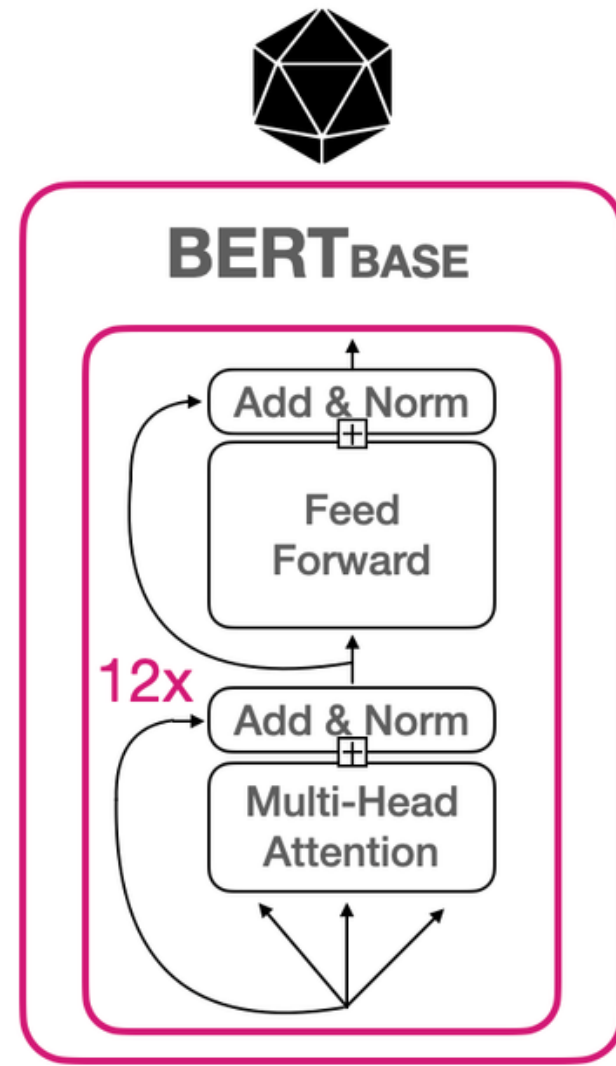 BERTBASE
Add & Norm
+
Feed
Forward
12x
Add & Norm
+
Multi-Head
Attention